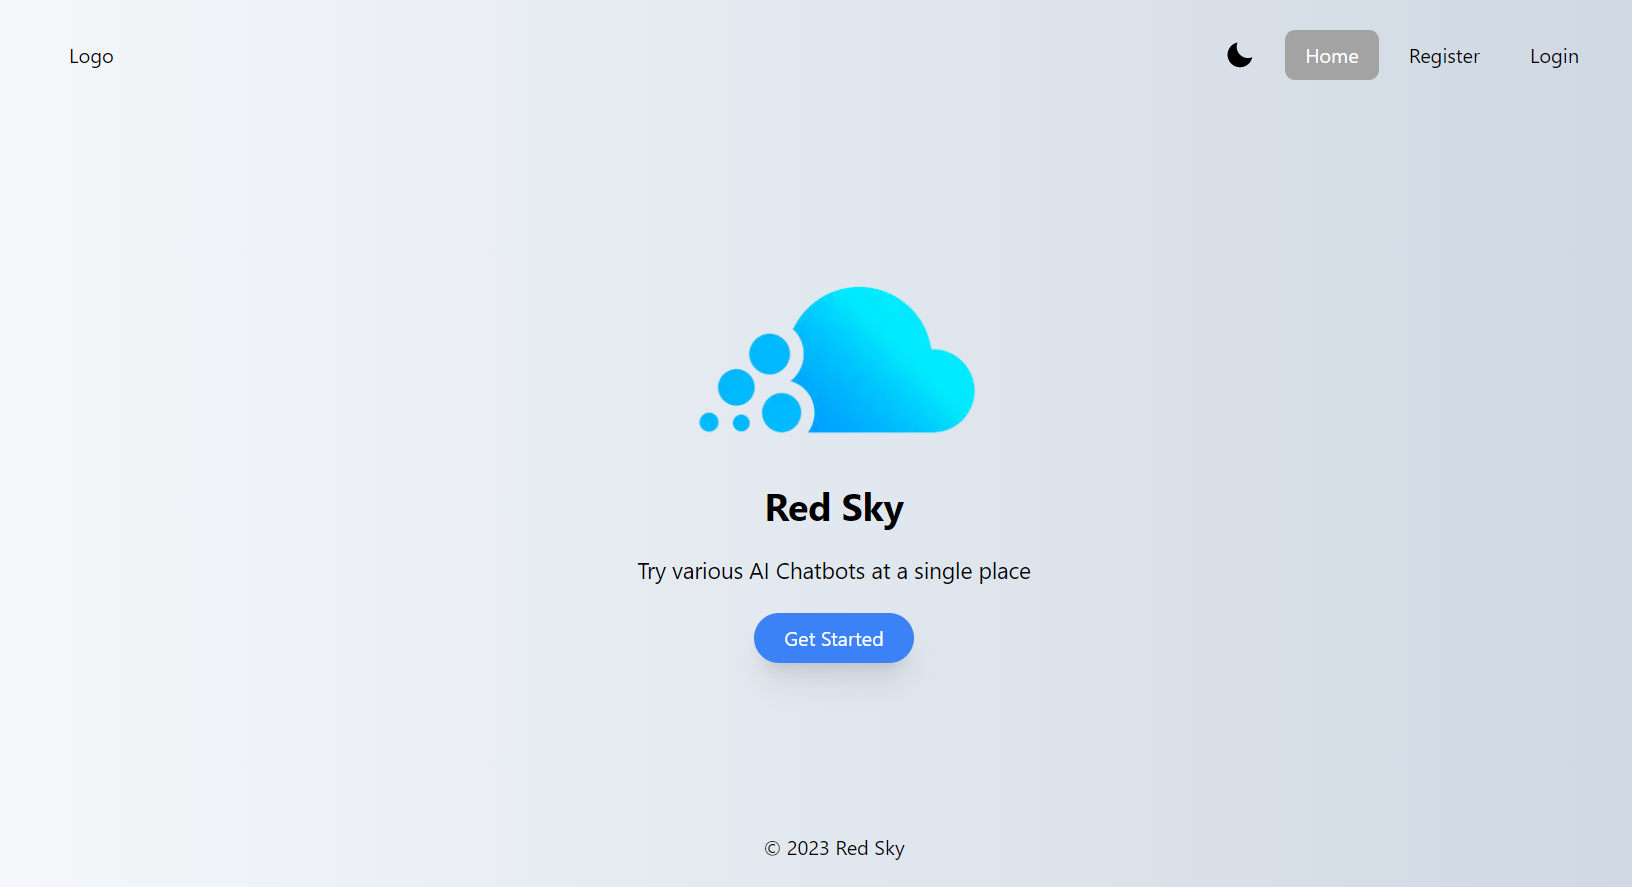 Logo
Home
Register
Login
Red Sky
Try various AI Chatbots at a single place
Get Started
© 2023 Red Sky